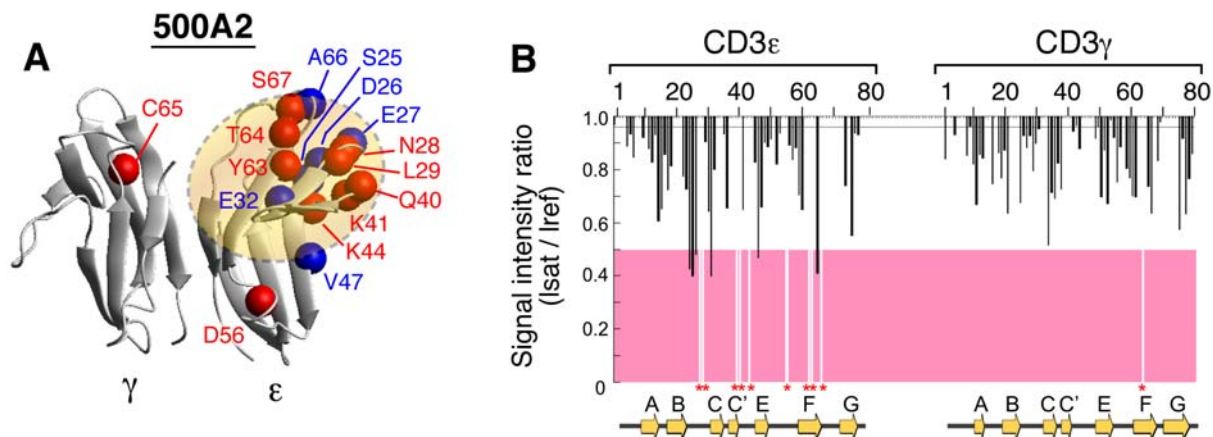 500A2
A
A66
S25
S67
D26
C65
E27
T64
N28
Y63
L29
E32
Q40
K41
K44
V47
D56
γ
ε
B
CD3ε
CD3γ
1 20 40 60 80
1 20 40 60 80
Signal intensity ratio
(Isat / Iref)
1.0
0.8
0.6
0.4
0.2
0
* * * * * * * * * *
A B C C' E F G
A B C C' E F G